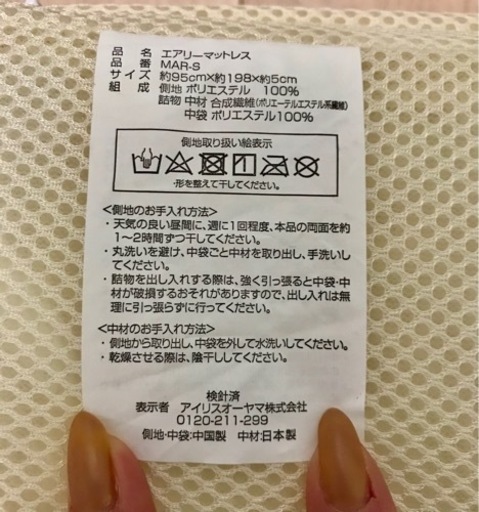 品 名 エアリーマットレス
品 番 MAR-S
サイズ 約95cm×約198×約5cm
組 成 側地 ポリエステル 100%
詰物 中材 合成繊維(ポリエーテルエステル系繊維)
中袋 ポリエステル100%
側地取り扱い絵表示
・形を整えて干してください。
<側地のお手入れ方法>
・天気の良い昼間に、週に1回程度、本品の両面を約
1〜2時間ずつ干してください。
・丸洗いを避け、中袋ごと中材を取り出し、手洗いし
てください。
・詰物を出し入れする際は、強く引っ張ると中袋・中
材が破損するおそれがありますので、出し入れは無
理に引っ張らずに行ってください。
<中材のお手入れ方法>
・側地から取り出し、中袋を外して水洗いしてください。
・乾燥させる際は、陰干ししてください。
検針済
表示者 アイリスオーヤマ株式会社
0120-211-299
側地・中袋:中国製 中材:日本製